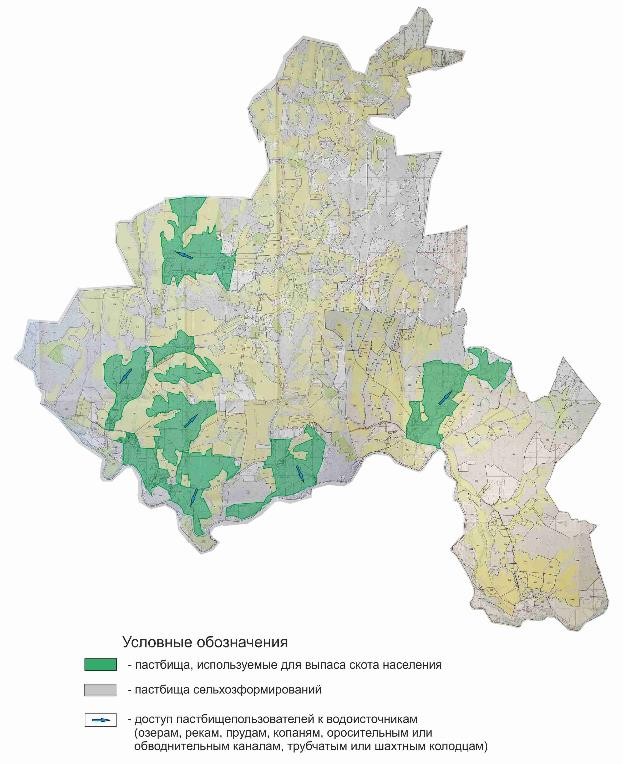 Условные обозначения
- пастбища, используемые для выпаса скота населения
- пастбища сельхозформирований
- доступ пастбищепользователей к водоисточникам
(озерам, рекам, прудам, копаням, оросительным или
обводнительным каналам, трубчатым или шахтным колодцам)